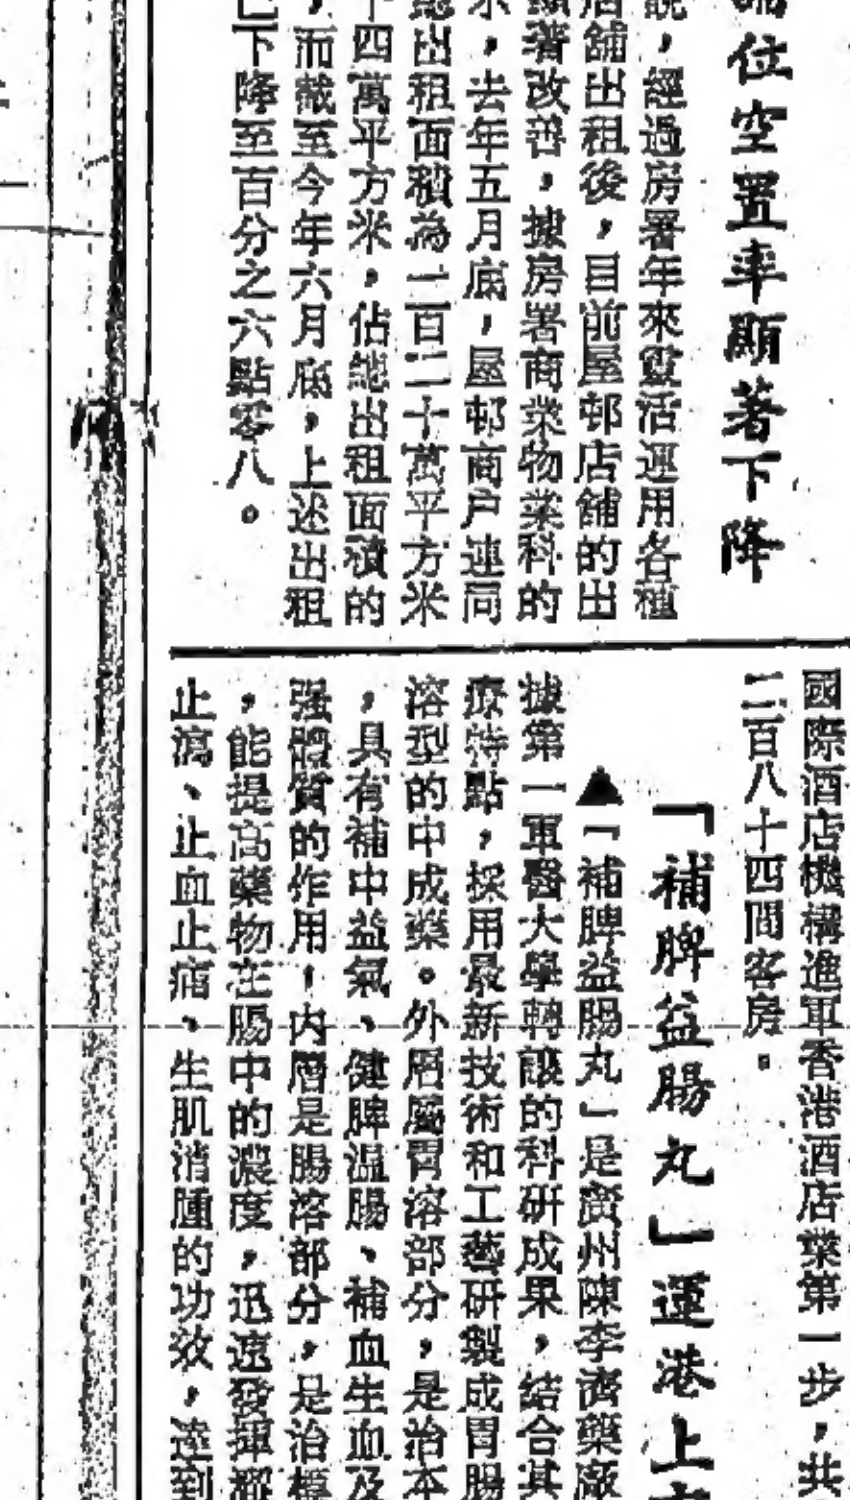 位空置率顯著下降
，經過房署年來靈活運用各種
店舖出租後，目前屋邨店舖的出
顯著改善，據房署商業物業科的
，去年五月底，屋邨商户連同
總出租面積為一百二十萬平方米
十四萬平方米，佔總出租面積的
，而截至今年六月底，上述出租
已下降至百分之六點零八。
國際酒店機構進軍香港酒店業第一步，共
二百八十四間客房。
「補脾益腸丸」運港上
▲「補脾益腸丸」是廣州陳李濟藥廠
據第一軍醫大學轉讓的科研成果，結合其
療特點，採用最新技術和工藝研製成胃腸
溶型的中成藥。外層屬胃溶部分，是治本
，具有補中益氣、健脾温腸、補血生血及
强體質的作用，内層是腸溶部分，是治標
，能提高藥物在腸中的濃度，迅速發揮
止瀉、止血止痛、生肌消腫的功效，達到